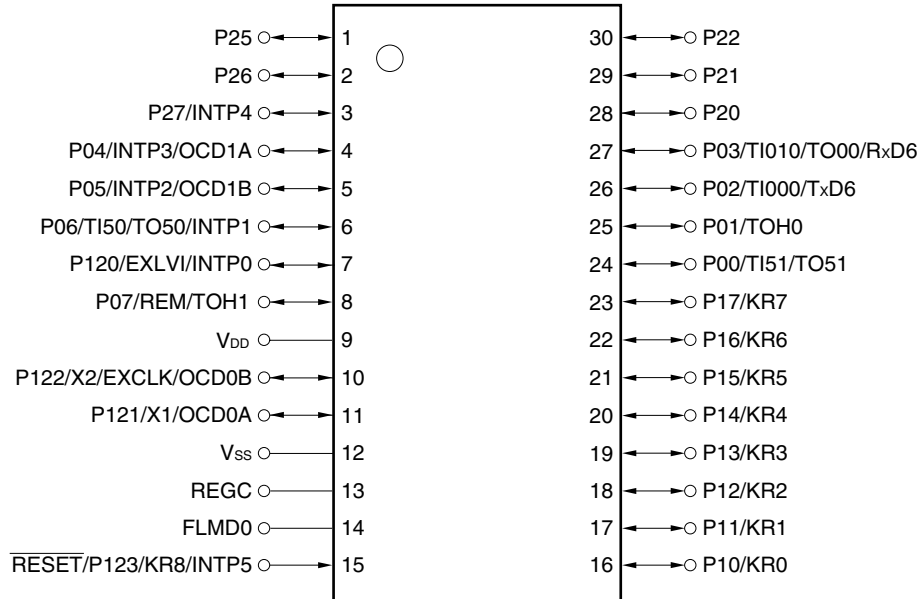 P25 1 30 P22
P26 2 29 P21
P27/INTP4 3 28 P20
P04/INTP3/OCD1A 4 27 P03/TI010/TO00/RxD6
P05/INTP2/OCD1B 5 26 P02/TI000/TxD6
P06/TI50/TO50/INTP1 6 25 P01/TOH0
P120/EXLVI/INTP0 7 24 P00/TI51/TO51
P07/REM/TOH1 8 23 P17/KR7
VDD 9 22 P16/KR6
P122/X2/EXCLK/OCD0B 10 21 P15/KR5
P121/X1/OCD0A 11 20 P14/KR4
VSS 12 19 P13/KR3
REGC 13 18 P12/KR2
FLMD0 14 17 P11/KR1
RESET/P123/KR8/INTP5 15 16 P10/KR0